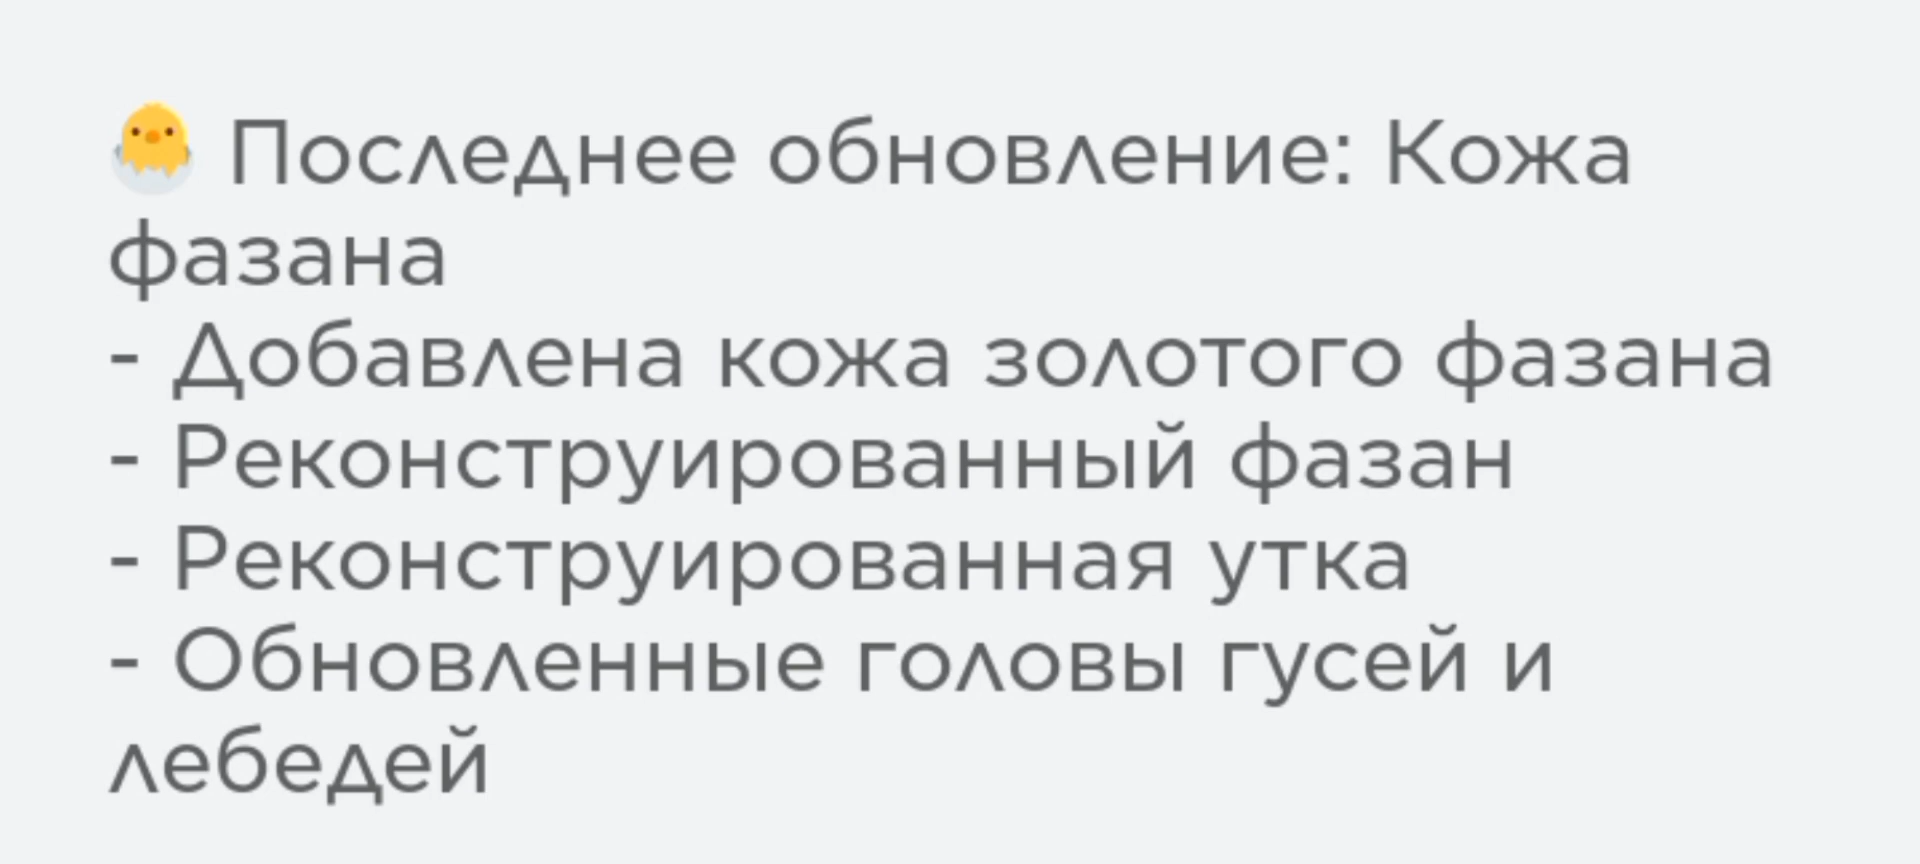 🐣 Последнее обновление: Кожа
фазана
- Добавлена кожа золотого фазана
- Реконструированный фазан
- Реконструированная утка
- Обновленные головы гусей и
лебедей